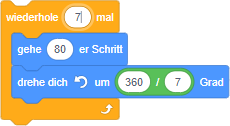 wiederhole 7 mal
gehe 80 er Schritt
drehe dich um 360 / 7 Grad